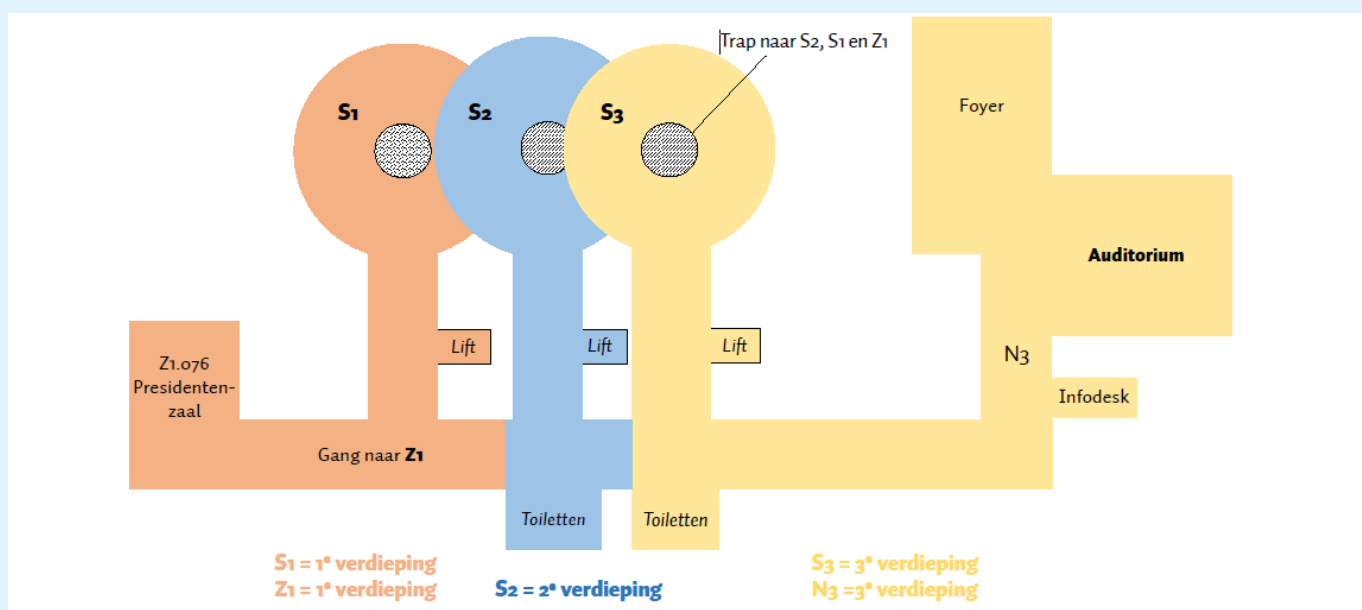 Trap naar S2, S1 en Z1
S1
S2
S3
Foyer
Auditorium
Lift
Lift
Lift
N3
Z1.076
Presidenten-
zaal
Infodesk
Gang naar Z1
Toiletten
Toiletten
S1 = 1e verdieping
Z1 = 1e verdieping
S2 = 2e verdieping
S3 = 3e verdieping
N3 =3e verdieping